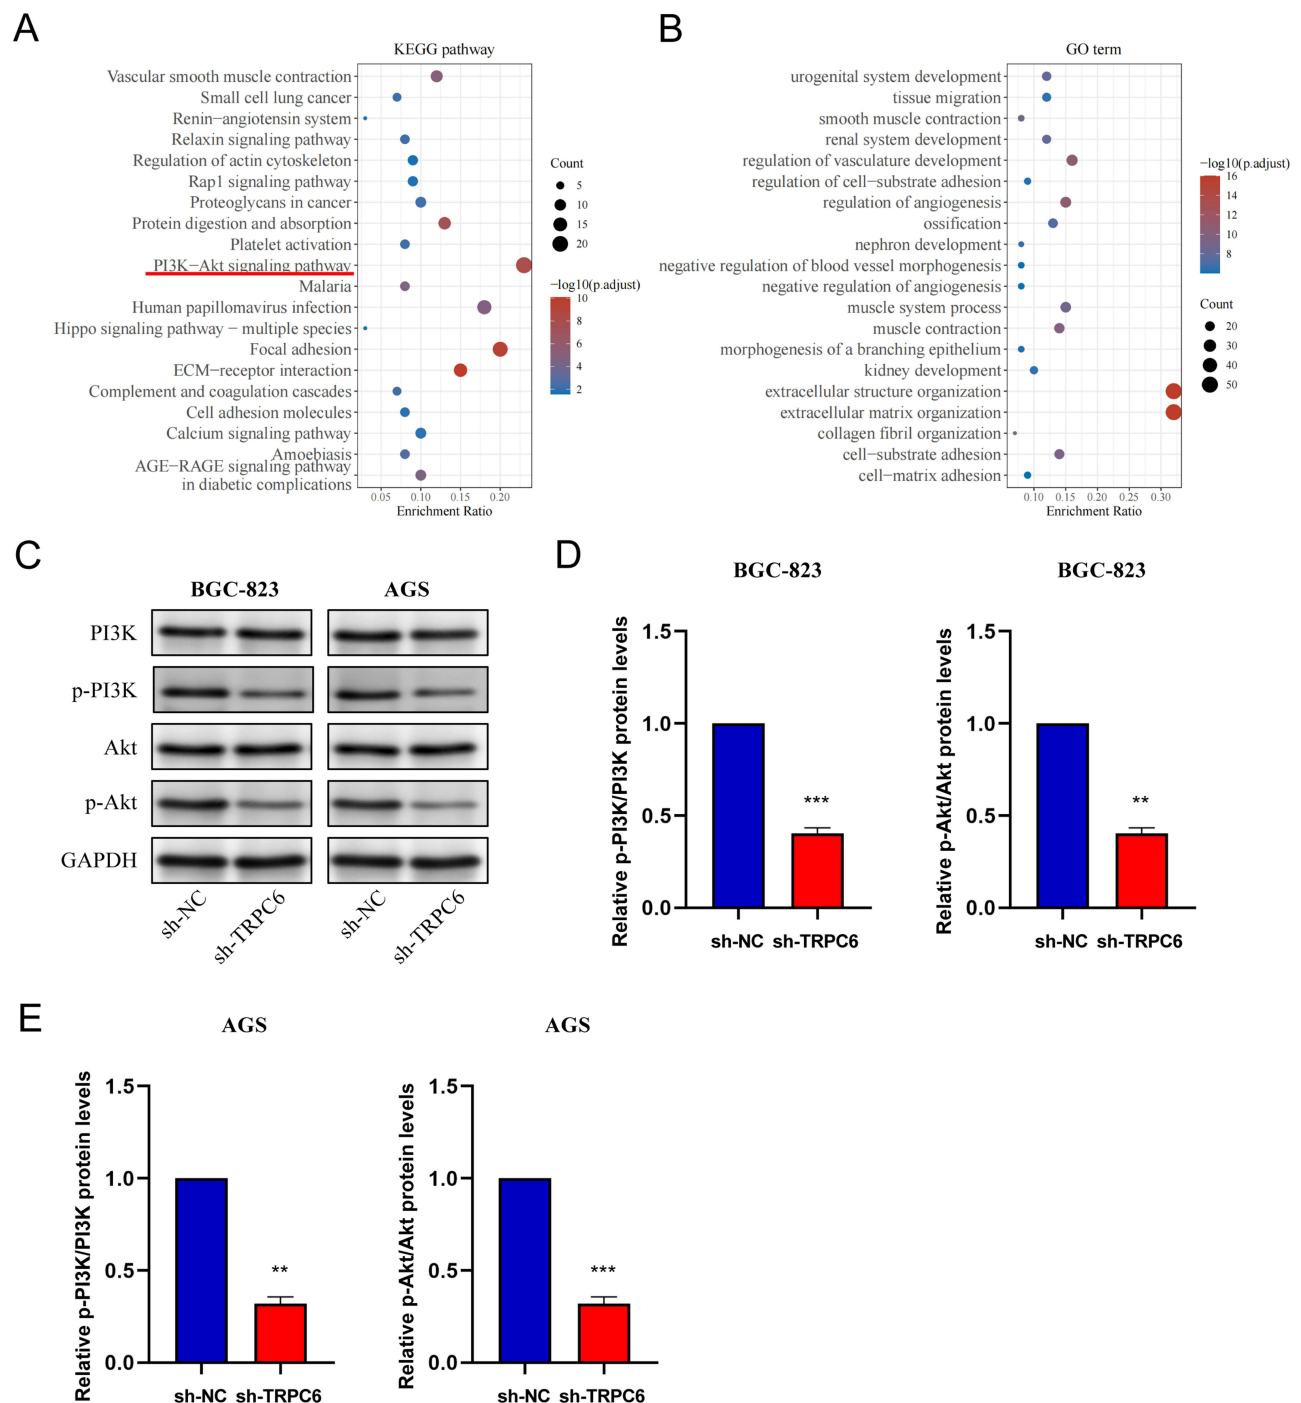 A
KEGG pathway
Vascular smooth muscle contraction
Small cell lung cancer
Renin−angiotensin system
Relaxin signaling pathway
Regulation of actin cytoskeleton
Rap1 signaling pathway
Proteoglycans in cancer
Protein digestion and absorption
Platelet activation
PI3K−Akt signaling pathway
Malaria
Human papillomavirus infection
Hippo signaling pathway − multiple species
Focal adhesion
ECM−receptor interaction
Complement and coagulation cascades
Cell adhesion molecules
Calcium signaling pathway
Amoebiasis
AGE−RAGE signaling pathway
in diabetic complications
0.05 0.10 0.15 0.20
Enrichment Ratio
Count
5
10
15
20
−log10(p.adjust)
10
8
6
4
2
B
GO term
urogenital system development
tissue migration
smooth muscle contraction
renal system development
regulation of vasculature development
regulation of cell−substrate adhesion
regulation of angiogenesis
ossification
nephron development
negative regulation of blood vessel morphogenesis
negative regulation of angiogenesis
muscle system process
muscle contraction
morphogenesis of a branching epithelium
kidney development
extracellular structure organization
extracellular matrix organization
collagen fibril organization
cell−substrate adhesion
cell−matrix adhesion
0.10 0.15 0.20 0.25 0.30
Enrichment Ratio
−log10(p.adjust)
16
14
12
10
8
Count
20
30
40
50
C
BGC-823 AGS
PI3K
p-PI3K
Akt
p-Akt
GAPDH
sh-NC sh-TRPC6 sh-NC sh-TRPC6
D
BGC-823
Relative p-PI3K/PI3K protein levels
1.5
1.0
0.5
0.0
***
sh-NC sh-TRPC6
BGC-823
Relative p-Akt/Akt protein levels
1.5
1.0
0.5
0.0
**
sh-NC sh-TRPC6
E
AGS
Relative p-PI3K/PI3K protein levels
1.5
1.0
0.5
0.0
**
sh-NC sh-TRPC6
AGS
Relative p-Akt/Akt protein levels
1.5
1.0
0.5
0.0
***
sh-NC sh-TRPC6